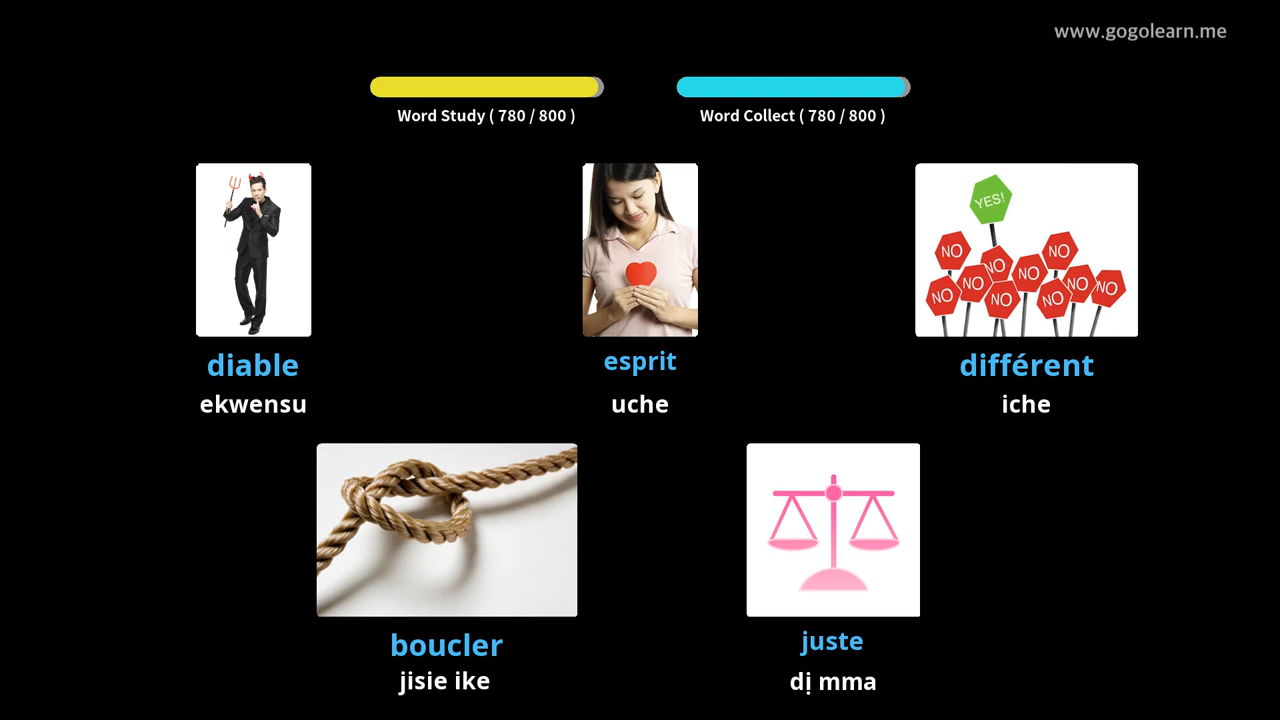 www.gogolearn.me
Word Study ( 780 / 800 )
Word Collect ( 780 / 800 )
YES!
NO
NO
NO
NO
NO
NO
NO
NO
NO
NO
diable
esprit
différent
ekwensu
uche
iche
boucler
juste
jisie ike
dị mma